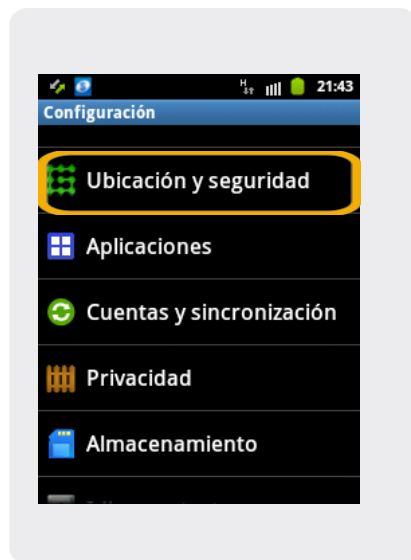 H 21:43
Configuración
Ubicación y seguridad
Aplicaciones
Cuentas y sincronización
Privacidad
Almacenamiento